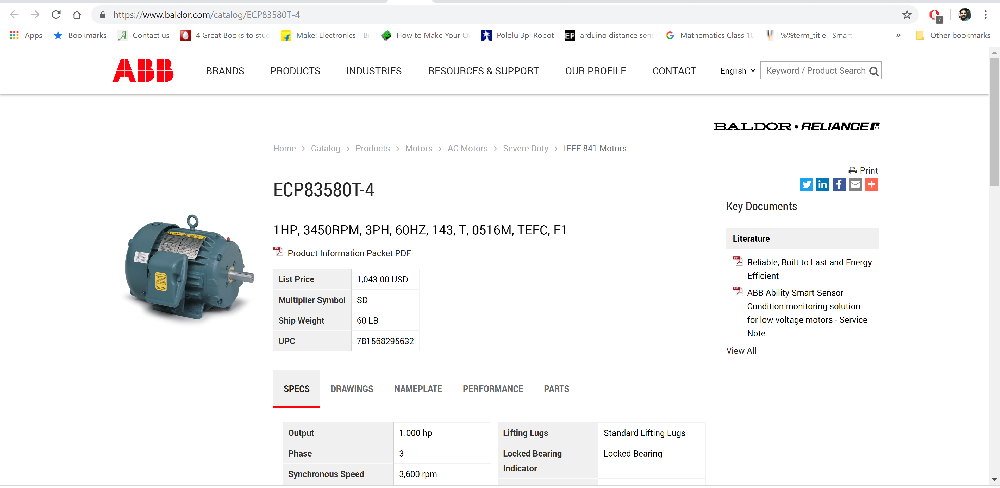 https://www.baldor.com/catalog/ECP83580T-4
7
Apps
Bookmarks
Contact us
4 Great Books to stud
Make: Electronics - Bu
How to Make Your Ow
Pololu 3pi Robot
EP
arduino distance sens
Mathematics Class 10
%%term_title | Smart
»
Other bookmarks
ABB
BRANDS
PRODUCTS
INDUSTRIES
RESOURCES & SUPPORT
OUR PROFILE
CONTACT
English
Keyword / Product Search
BALDOR • RELIANCE
Home > Catalog > Products > Motors > AC Motors > Severe Duty > IEEE 841 Motors
Print
ECP83580T-4
1HP, 3450RPM, 3PH, 60HZ, 143, T, 0516M, TEFC, F1
Product Information Packet PDF
List Price 1,043.00 USD
Multiplier Symbol SD
Ship Weight 60 LB
UPC 781568295632
Key Documents
Literature
Reliable, Built to Last and Energy
Efficient
ABB Ability Smart Sensor
Condition monitoring solution
for low voltage motors - Service
Note
View All
SPECS
DRAWINGS
NAMEPLATE
PERFORMANCE
PARTS
Output 1.000 hp
Phase 3
Synchronous Speed 3,600 rpm
Lifting Lugs Standard Lifting Lugs
Locked Bearing Locked Bearing
Indicator